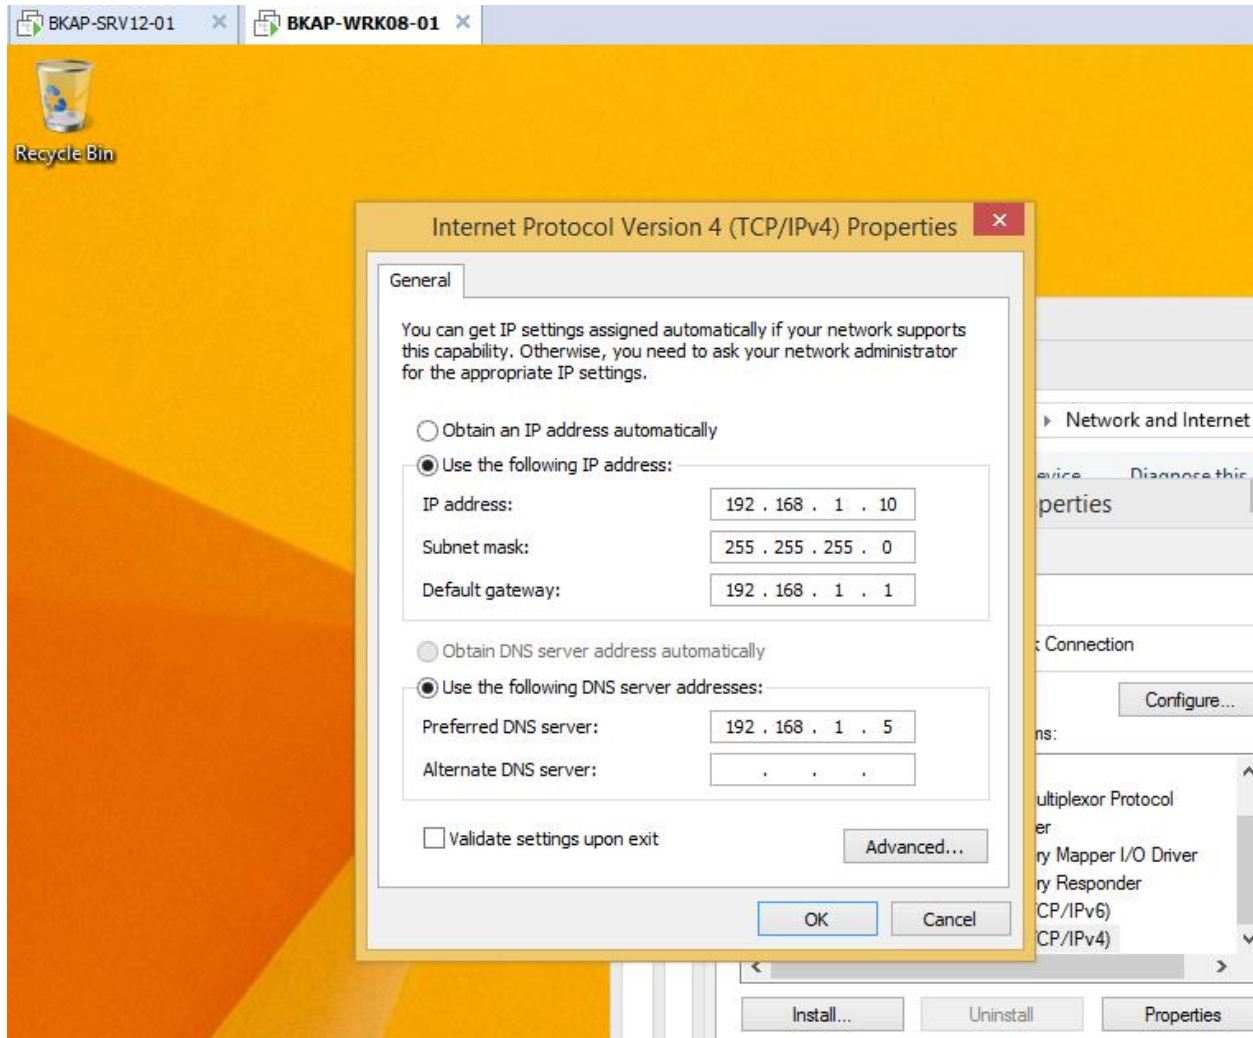 BKAP-SRV12-01
BKAP-WRK08-01
Recycle Bin
Internet Protocol Version 4 (TCP/IPv4) Properties
General
You can get IP settings assigned automatically if your network supports
this capability. Otherwise, you need to ask your network administrator
for the appropriate IP settings.
Obtain an IP address automatically
Use the following IP address:
IP address: 192 . 168 . 1 . 10
Subnet mask: 255 . 255 . 255 . 0
Default gateway: 192 . 168 . 1 . 1
Obtain DNS server address automatically
Use the following DNS server addresses:
Preferred DNS server: 192 . 168 . 1 . 5
Alternate DNS server: . . .
Validate settings upon exit
Advanced...
OK Cancel
Network and Internet
evice Diagnose this
perties
Connection
Configure...
ms:
ultiplexor Protocol
er
ry Mapper I/O Driver
ry Responder
CP/IPv6)
CP/IPv4)
Install... Uninstall Properties